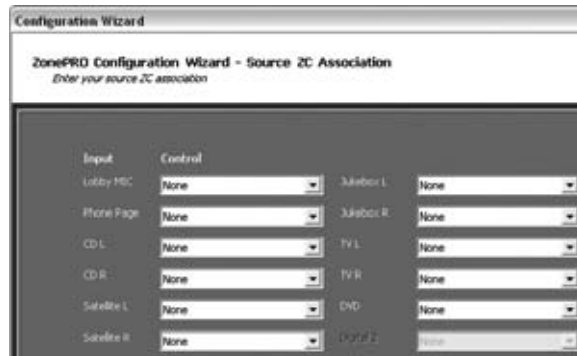 Configuration Wizard
ZonePRO Configuration Wizard - Source ZC Association
Enter your source ZC association
Input Control
Lobby MIC None Jukebox L None
Phone Page None Jukebox R None
CD L None TV L None
CD R None TV R None
Satellite L None DVD None
Satellite R None Digital 2 None